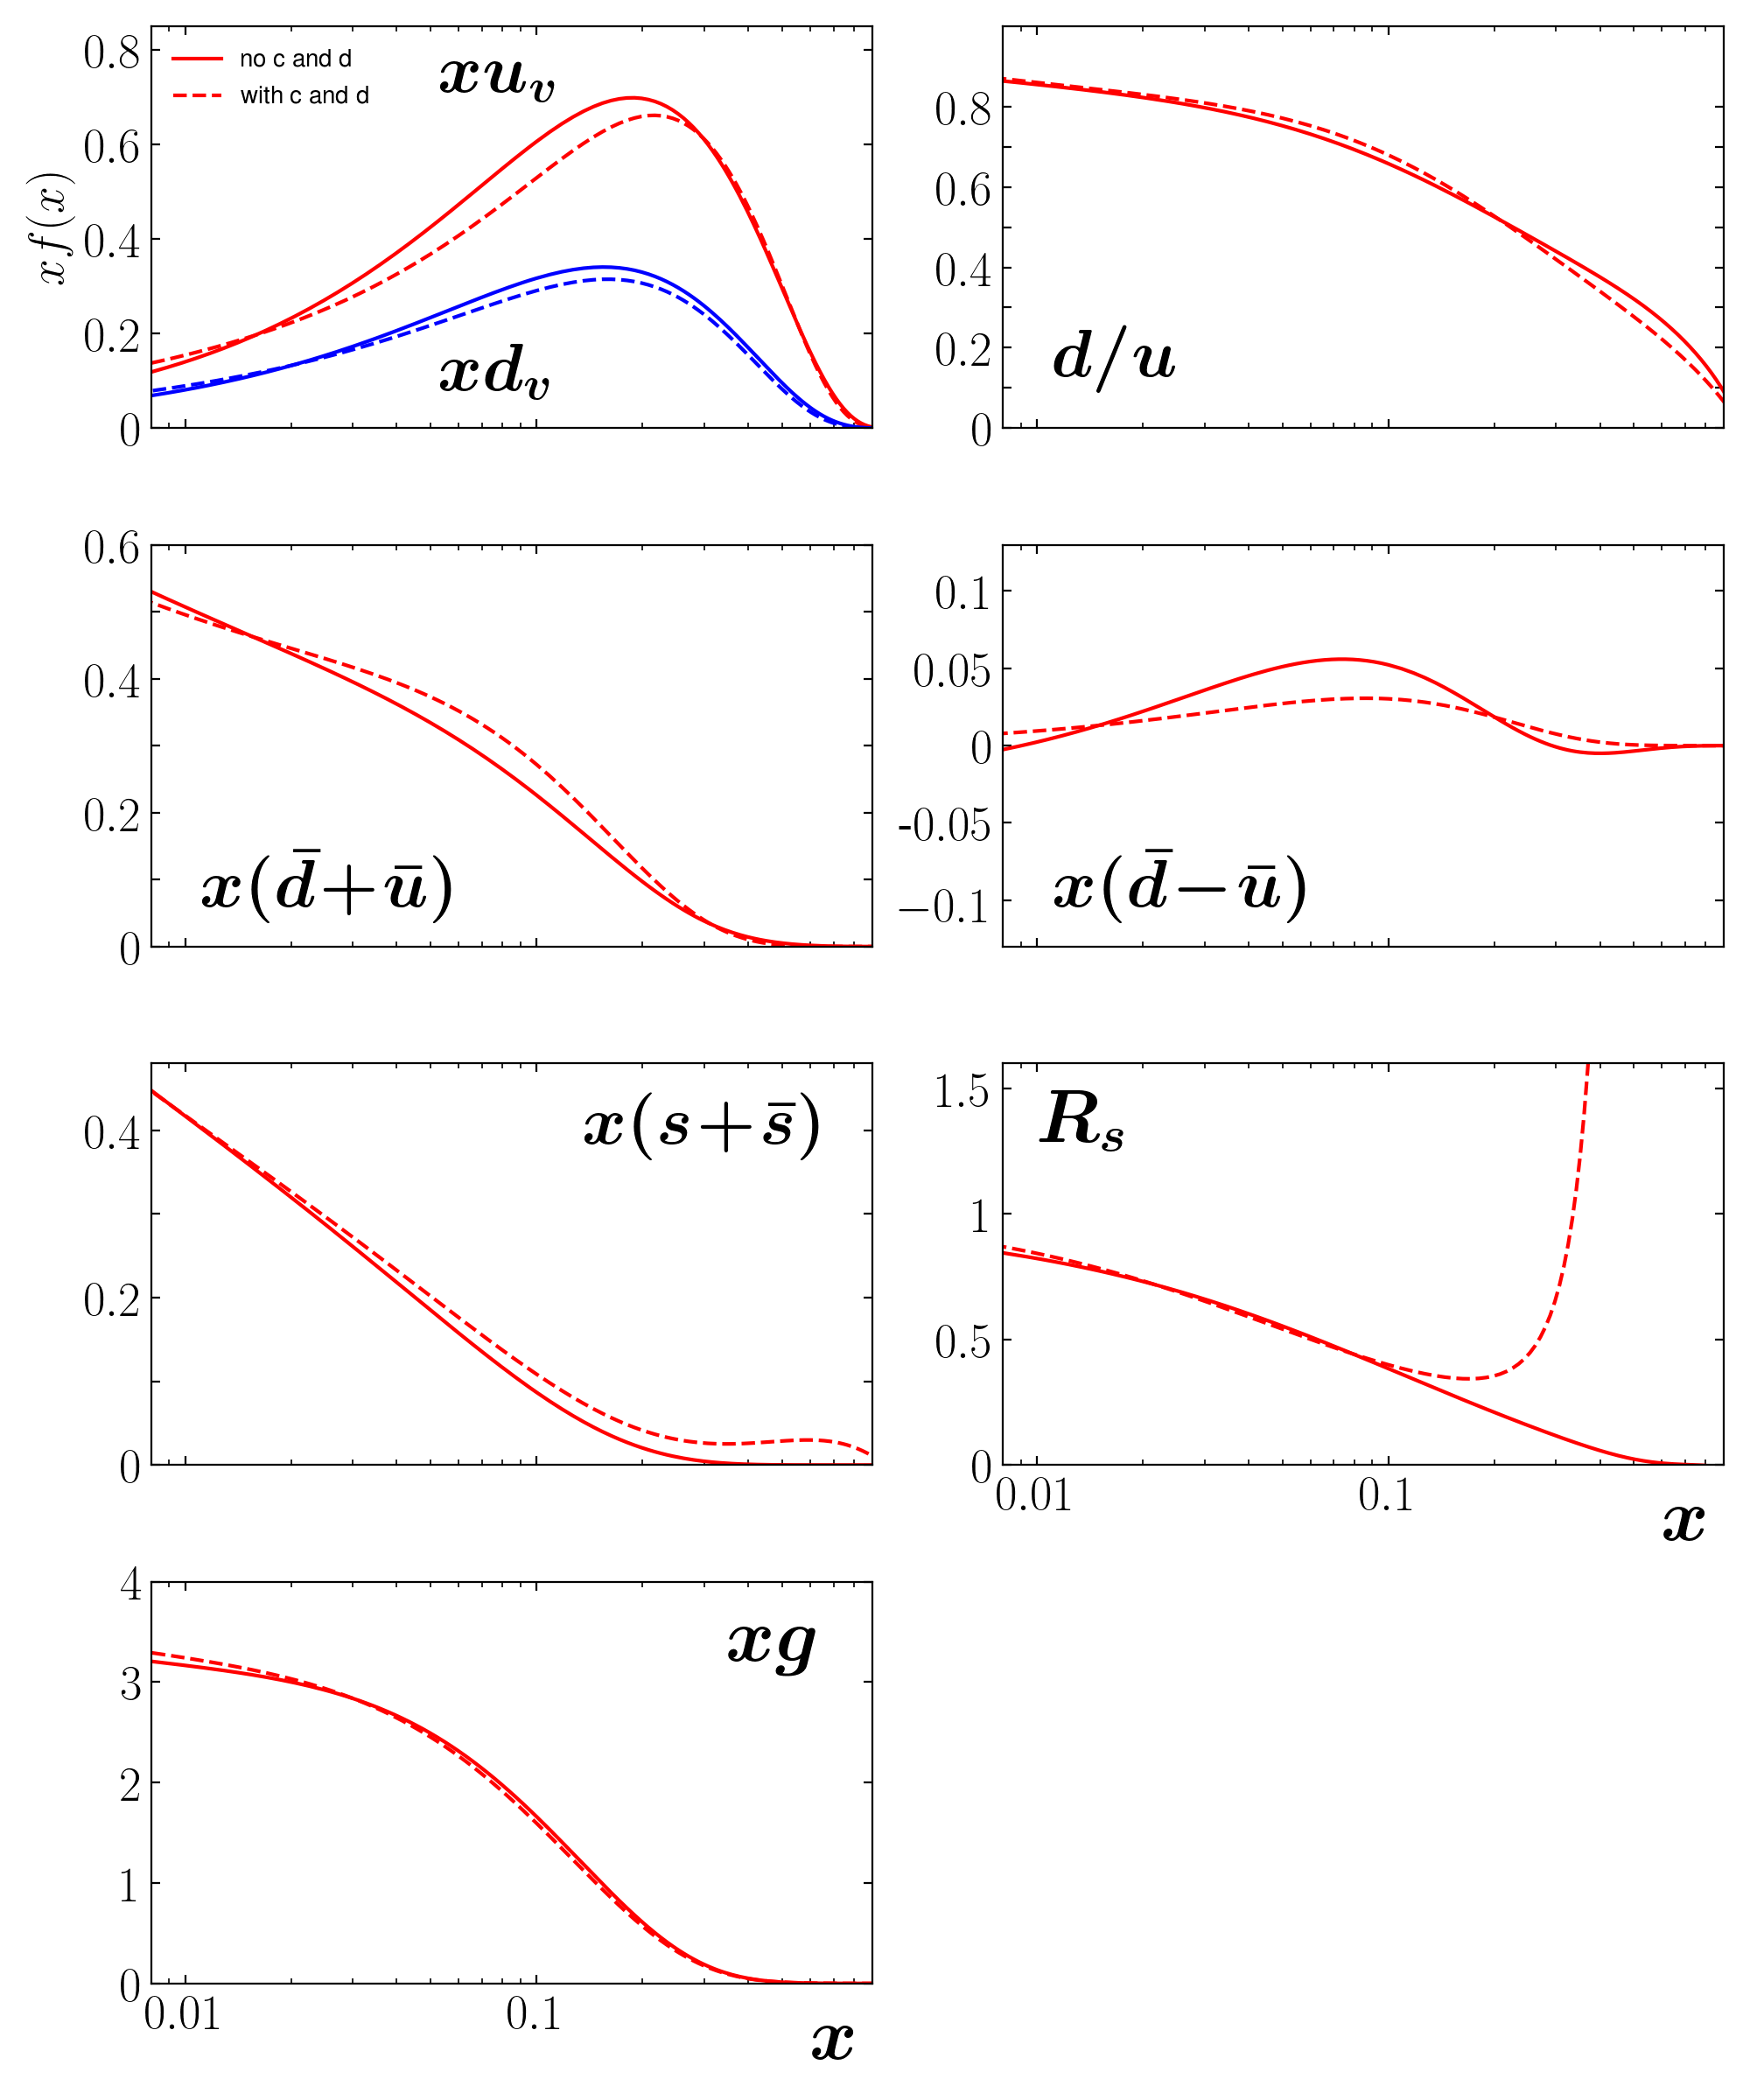 0.8
0.6
0.4
0.2
0
xf(x)
no c and d
with c and d
xu_v
xd_v
0.8
0.6
0.4
0.2
0
d/u
0.6
0.4
0.2
0
x(d̄+ū)
0.1
0.05
0
-0.05
−0.1
x(d̄−ū)
0.4
0.2
0
x(s+s̄)
1.5
1
0.5
0
R_s
0.01 0.1
x
4
3
2
1
0
xg
0.01 0.1
x